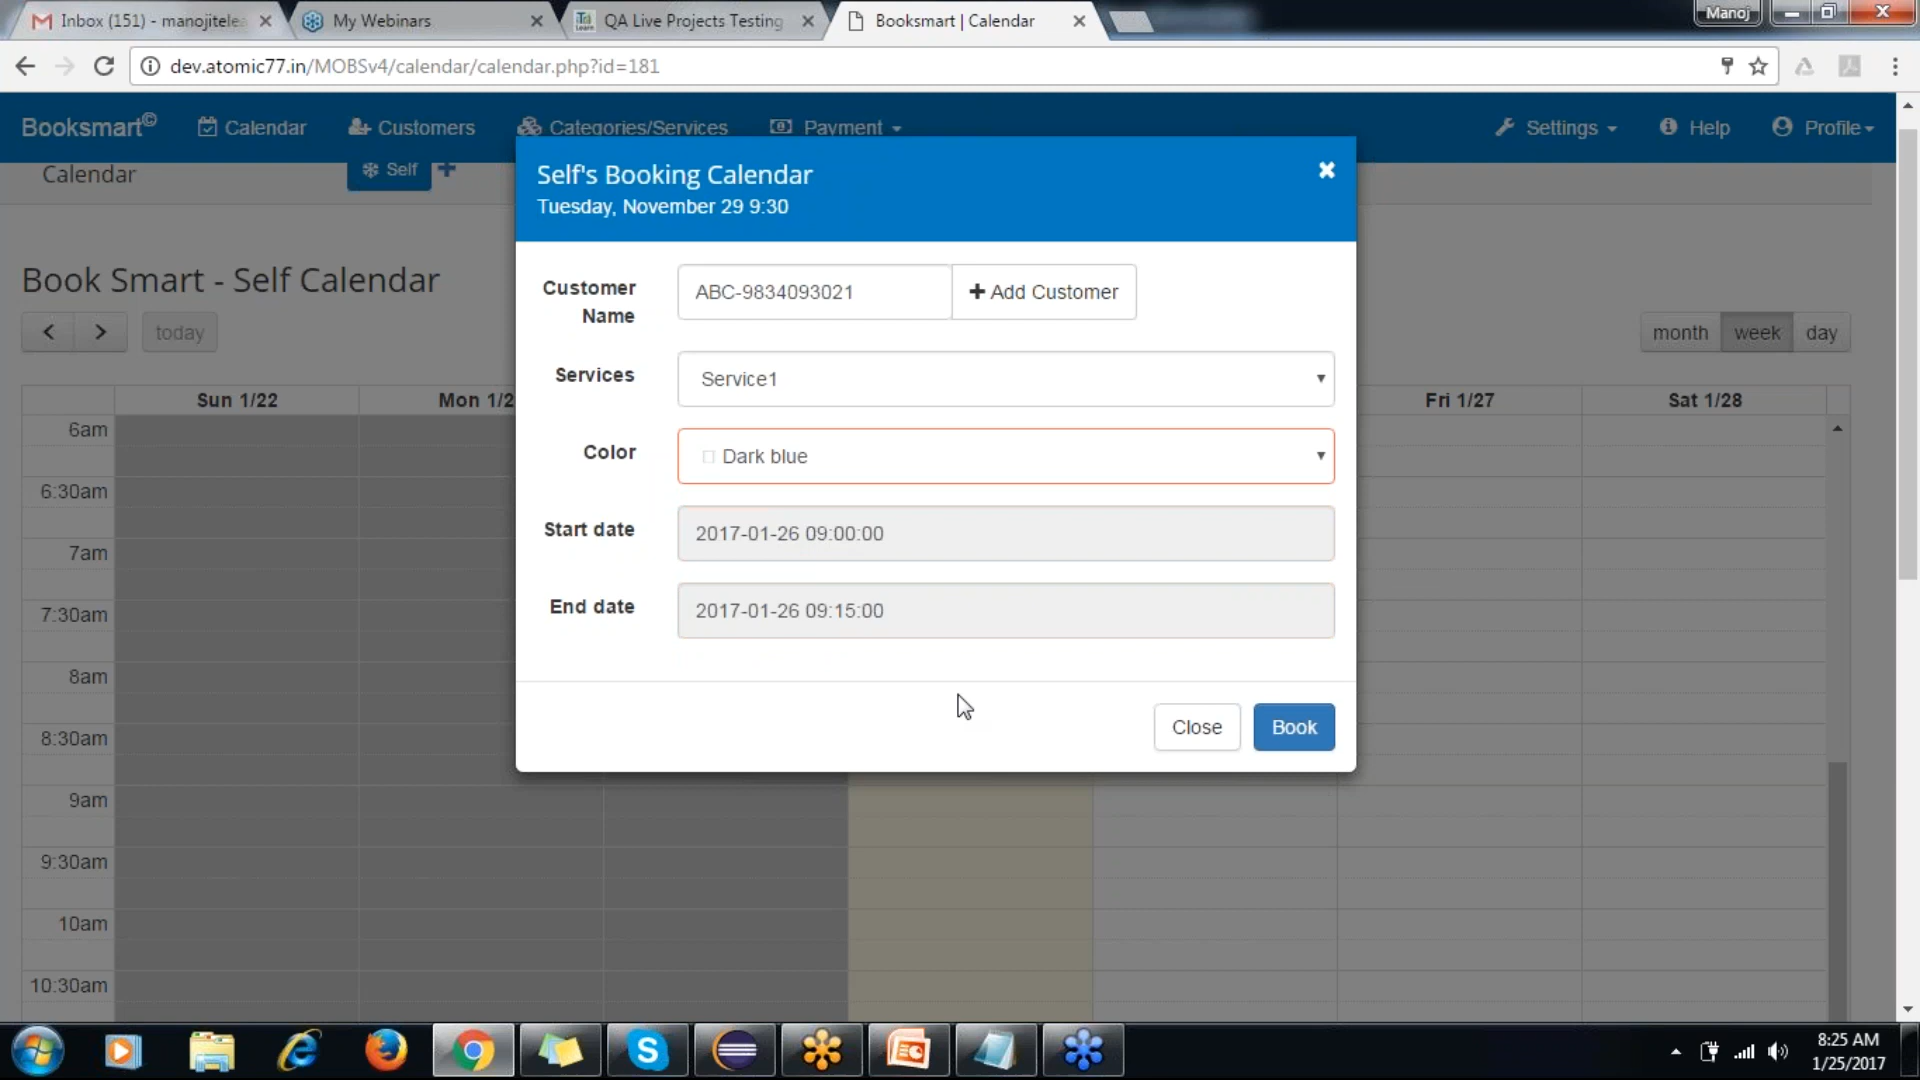 Inbox (151) - manojitelea
My Webinars
QA Live Projects Testing
Booksmart | Calendar
Manoj
dev.atomic77.in/MOBSv4/calendar/calendar.php?id=181
Booksmart©
Calendar
Customers
Categories/Services
Payment
Settings
Help
Profile
Calendar
Self
Self's Booking Calendar
Tuesday, November 29 9:30
Customer Name
ABC-9834093021
Add Customer
Services
Service1
Color
Dark blue
Start date
2017-01-26 09:00:00
End date
2017-01-26 09:15:00
Close
Book
Book Smart - Self Calendar
today
month
week
day
Sun 1/22
Mon 1/2
Fri 1/27
Sat 1/28
6am
6:30am
7am
7:30am
8am
8:30am
9am
9:30am
10am
10:30am
8:25 AM
1/25/2017